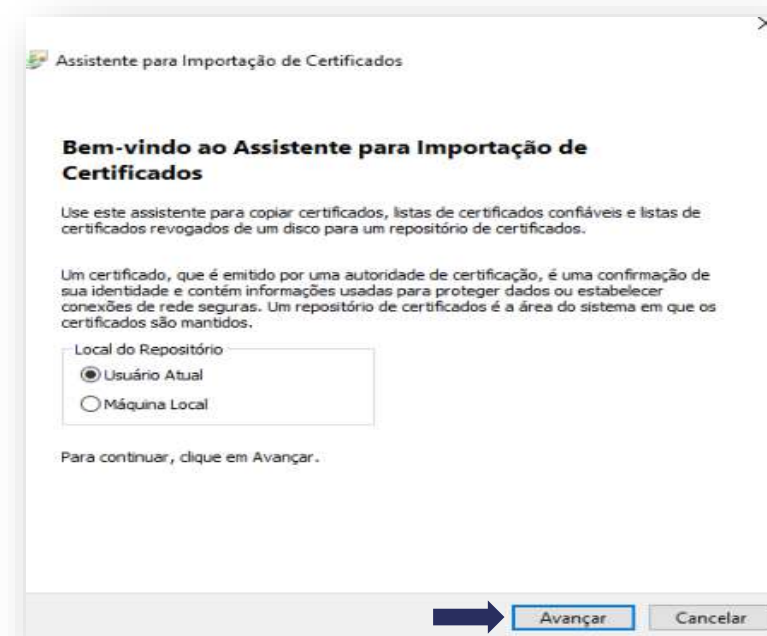 Assistente para Importação de Certificados
Bem-vindo ao Assistente para Importação de
Certificados
Use este assistente para copiar certificados, listas de certificados confiáveis e listas de
certificados revogados de um disco para um repositório de certificados.
Um certificado, que é emitido por uma autoridade de certificação, é uma confirmação de
sua identidade e contém informações usadas para proteger dados ou estabelecer
conexões de rede seguras. Um repositório de certificados é a área do sistema em que os
certificados são mantidos.
Local do Repositório
Usuário Atual
Máquina Local
Para continuar, clique em Avançar.
Avançar Cancelar